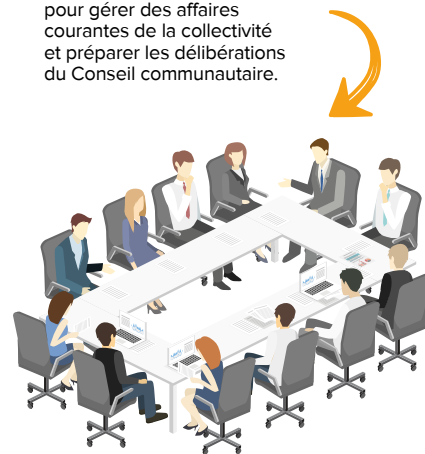 pour gérer des affaires
courantes de la collectivité
et préparer les délibérations
du Conseil communautaire.